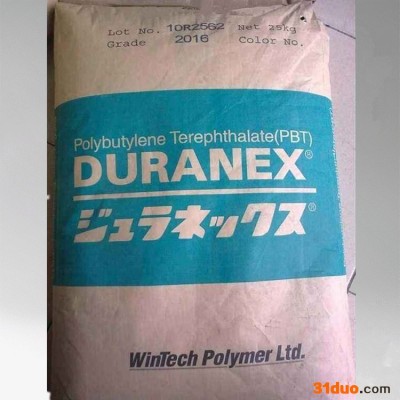 Lot No. 10R2562 Net 25kg
Grade 2016 Color No.
Polybutylene Terephthalate(PBT)
DURANEX®
ジュラネックス®
WinTech Polymer Ltd.
31duo.com